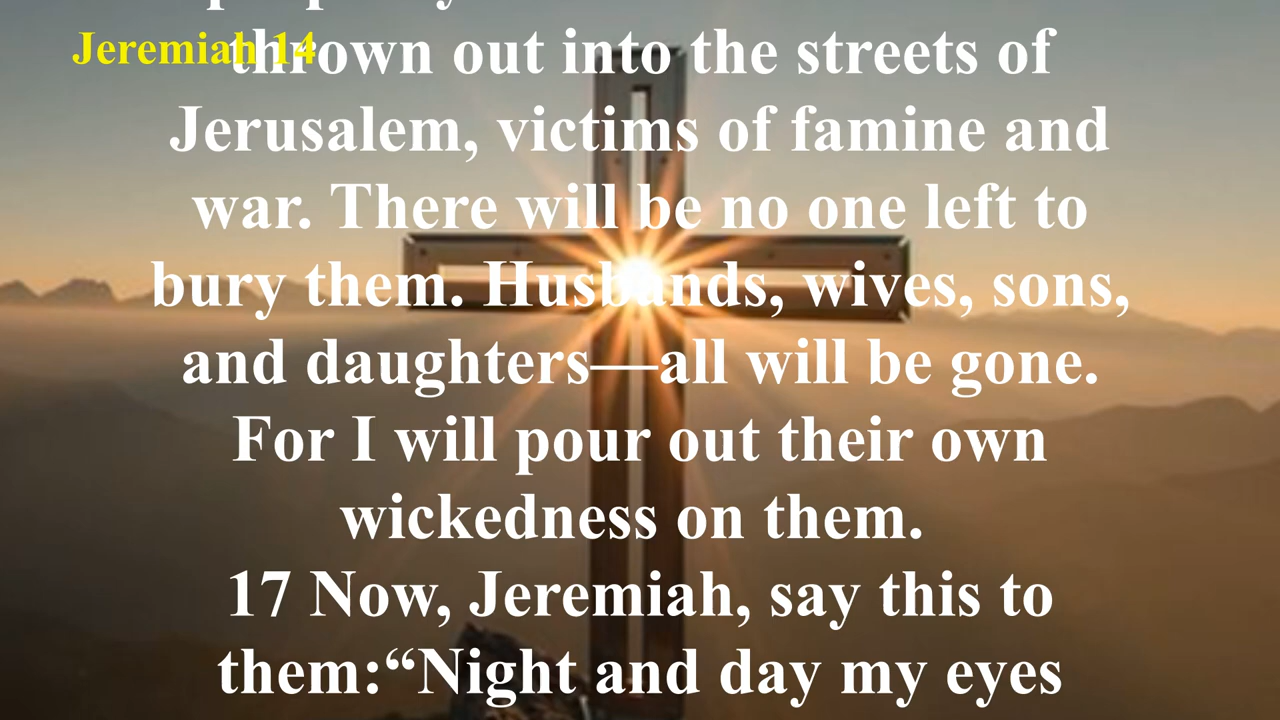 Jeremiah 14
thrown out into the streets of
Jerusalem, victims of famine and
war. There will be no one left to
bury them. Husbands, wives, sons,
and daughters—all will be gone.
For I will pour out their own
wickedness on them.
17 Now, Jeremiah, say this to
them:“Night and day my eyes